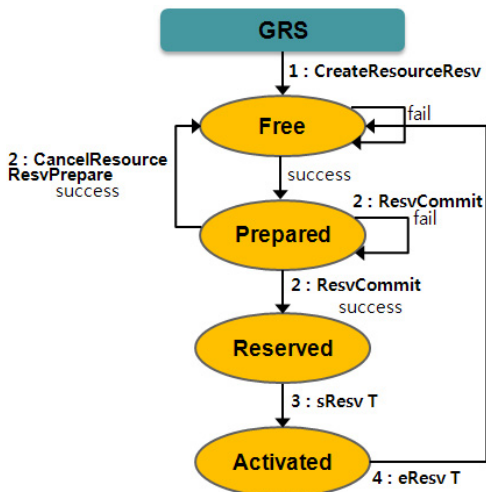 GRS
1 : CreateResourceResv
Free
fail
2 : CancelResource
ResvPrepare
success
success
2 : ResvCommit
fail
Prepared
2 : ResvCommit
success
Reserved
3 : sResv T
Activated
4 : eResv T